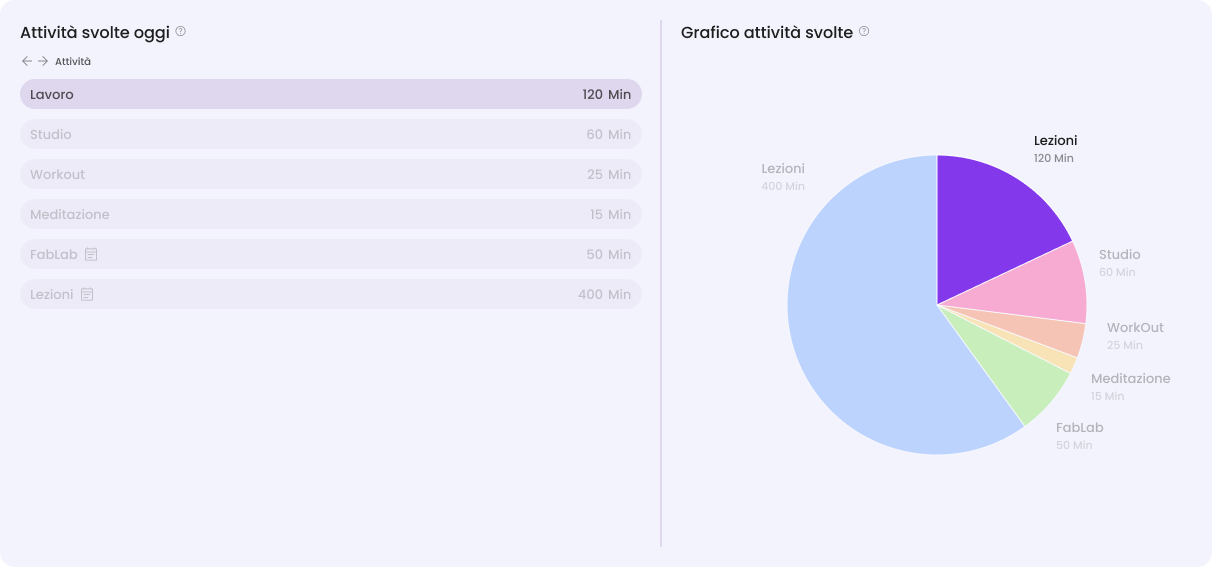 Attività svolte oggi
Attività
Lavoro 120 Min
Studio 60 Min
Workout 25 Min
Meditazione 15 Min
FabLab 50 Min
Lezioni 400 Min
Grafico attività svolte
Lezioni
120 Min
Lezioni
400 Min
Studio
60 Min
WorkOut
25 Min
Meditazione
15 Min
FabLab
50 Min